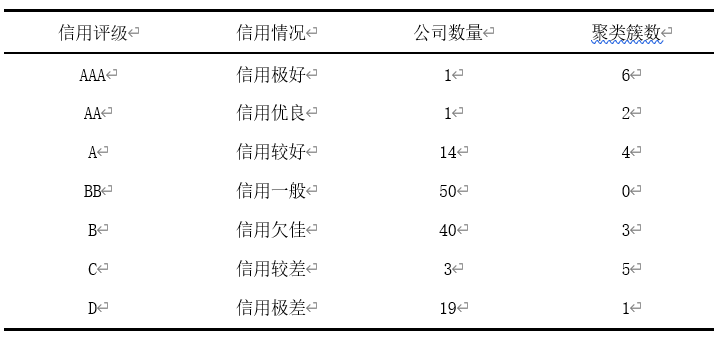 信用评级 信用情况 公司数量 聚类簇数
AAA 信用极好 1 6
AA 信用优良 1 2
A 信用较好 14 4
BB 信用一般 50 0
B 信用欠佳 40 3
C 信用较差 3 5
D 信用极差 19 1